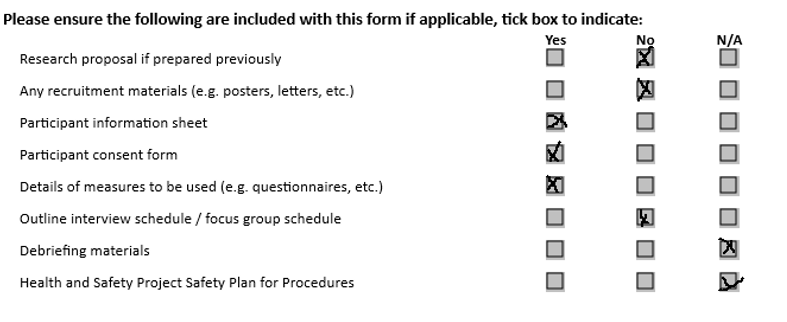 Please ensure the following are included with this form if applicable, tick box to indicate:
Yes No N/A
Research proposal if prepared previously
Any recruitment materials (e.g. posters, letters, etc.)
Participant information sheet
Participant consent form
Details of measures to be used (e.g. questionnaires, etc.)
Outline interview schedule / focus group schedule
Debriefing materials
Health and Safety Project Safety Plan for Procedures